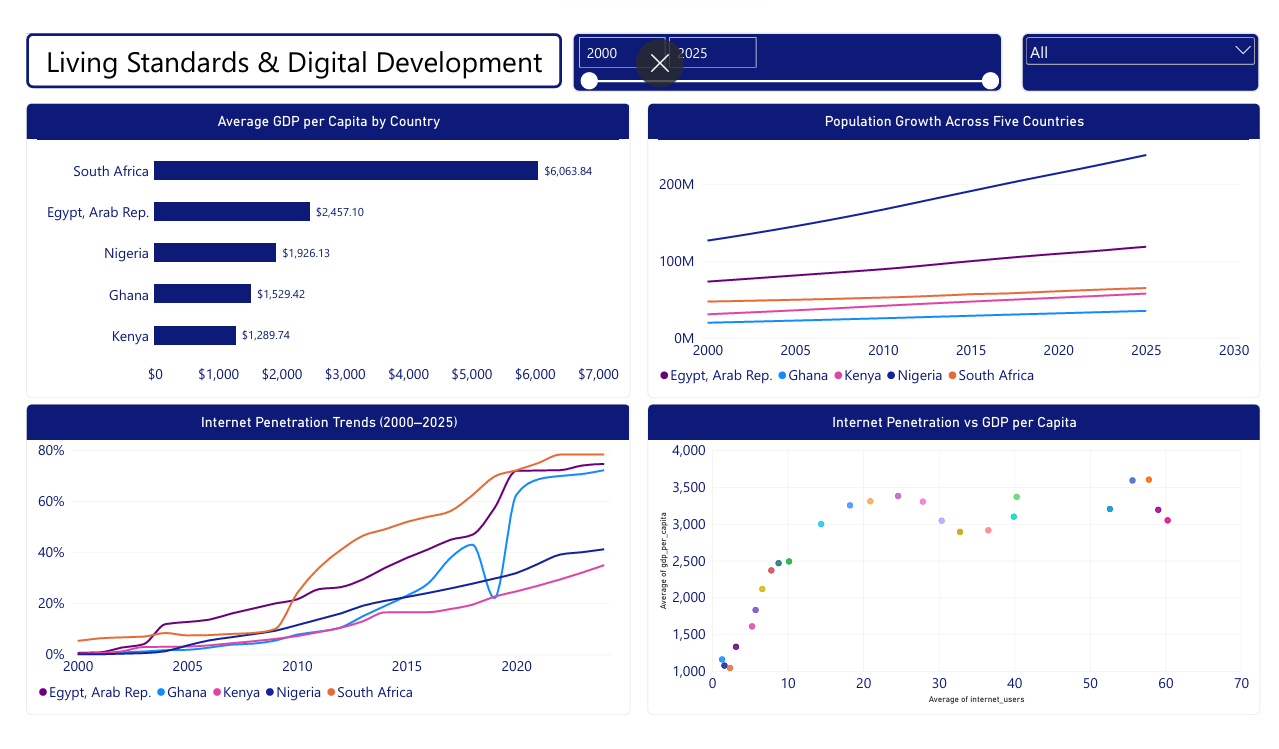 Living Standards & Digital Development
2000
2025
All
Average GDP per Capita by Country
South Africa
$6,063.84
Egypt, Arab Rep.
$2,457.10
Nigeria
$1,926.13
Ghana
$1,529.42
Kenya
$1,289.74
$0 $1,000 $2,000 $3,000 $4,000 $5,000 $6,000 $7,000
Population Growth Across Five Countries
200M
100M
0M
2000 2005 2010 2015 2020 2025 2030
Egypt, Arab Rep. Ghana Kenya Nigeria South Africa
Internet Penetration Trends (2000–2025)
80%
60%
40%
20%
0%
2000 2005 2010 2015 2020
Egypt, Arab Rep. Ghana Kenya Nigeria South Africa
Internet Penetration vs GDP per Capita
4,000
3,500
3,000
2,500
2,000
1,500
1,000
Average of gdp_per_capita
0 10 20 30 40 50 60 70
Average of internet_users